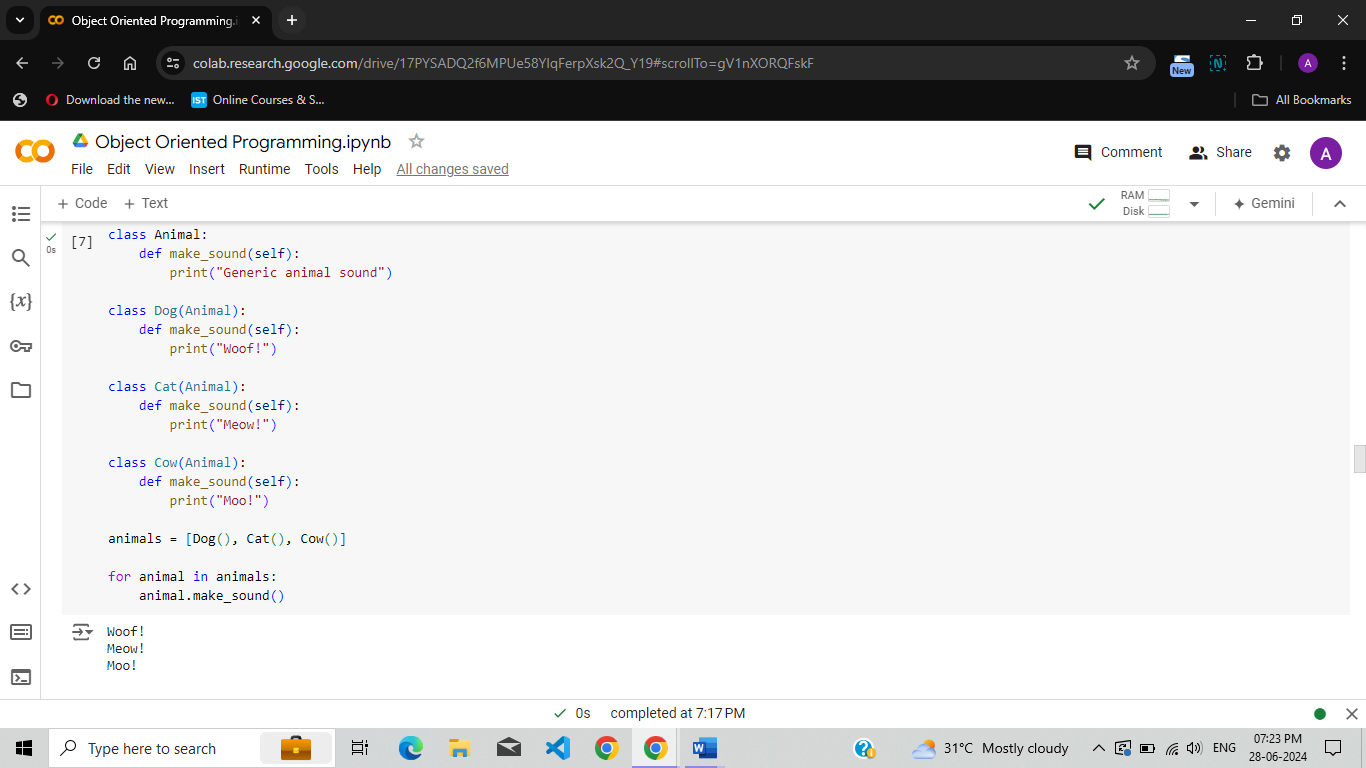 Object Oriented Programming.i
colab.research.google.com/drive/17PYSADQ2f6MPUe58YIqFerpXsk2Q_Y19#scrollTo=gV1nXORQFskF
New
N
A
Download the new...
IST Online Courses & S...
All Bookmarks
Object Oriented Programming.ipynb
File Edit View Insert Runtime Tools Help All changes saved
Comment Share A
+ Code + Text
RAM
Disk
Gemini
0s
[7]
class Animal:
    def make_sound(self):
        print("Generic animal sound")
class Dog(Animal):
    def make_sound(self):
        print("Woof!")
class Cat(Animal):
    def make_sound(self):
        print("Meow!")
class Cow(Animal):
    def make_sound(self):
        print("Moo!")
animals = [Dog(), Cat(), Cow()]
for animal in animals:
    animal.make_sound()
{x}
Woof!
Meow!
Moo!
0s completed at 7:17 PM
Type here to search
31°C Mostly cloudy
ENG
07:23 PM
28-06-2024